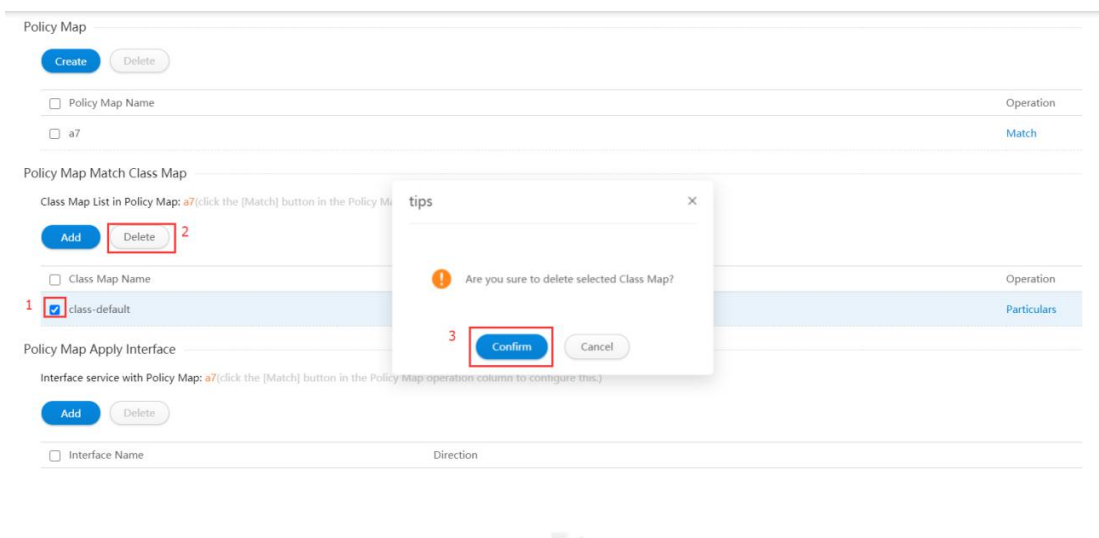 Policy Map
Create Delete
Policy Map Name Operation
a7 Match
Policy Map Match Class Map
Class Map List in Policy Map: a7(click the [Match] button in the Policy Ma
Add Delete 2
Class Map Name Operation
1 class-default Particulars
tips ×
Are you sure to delete selected Class Map?
3 Confirm Cancel
Policy Map Apply Interface
Interface service with Policy Map: a7(click the [Match] button in the Policy Map operation column to configure this.)
Add Delete
Interface Name Direction